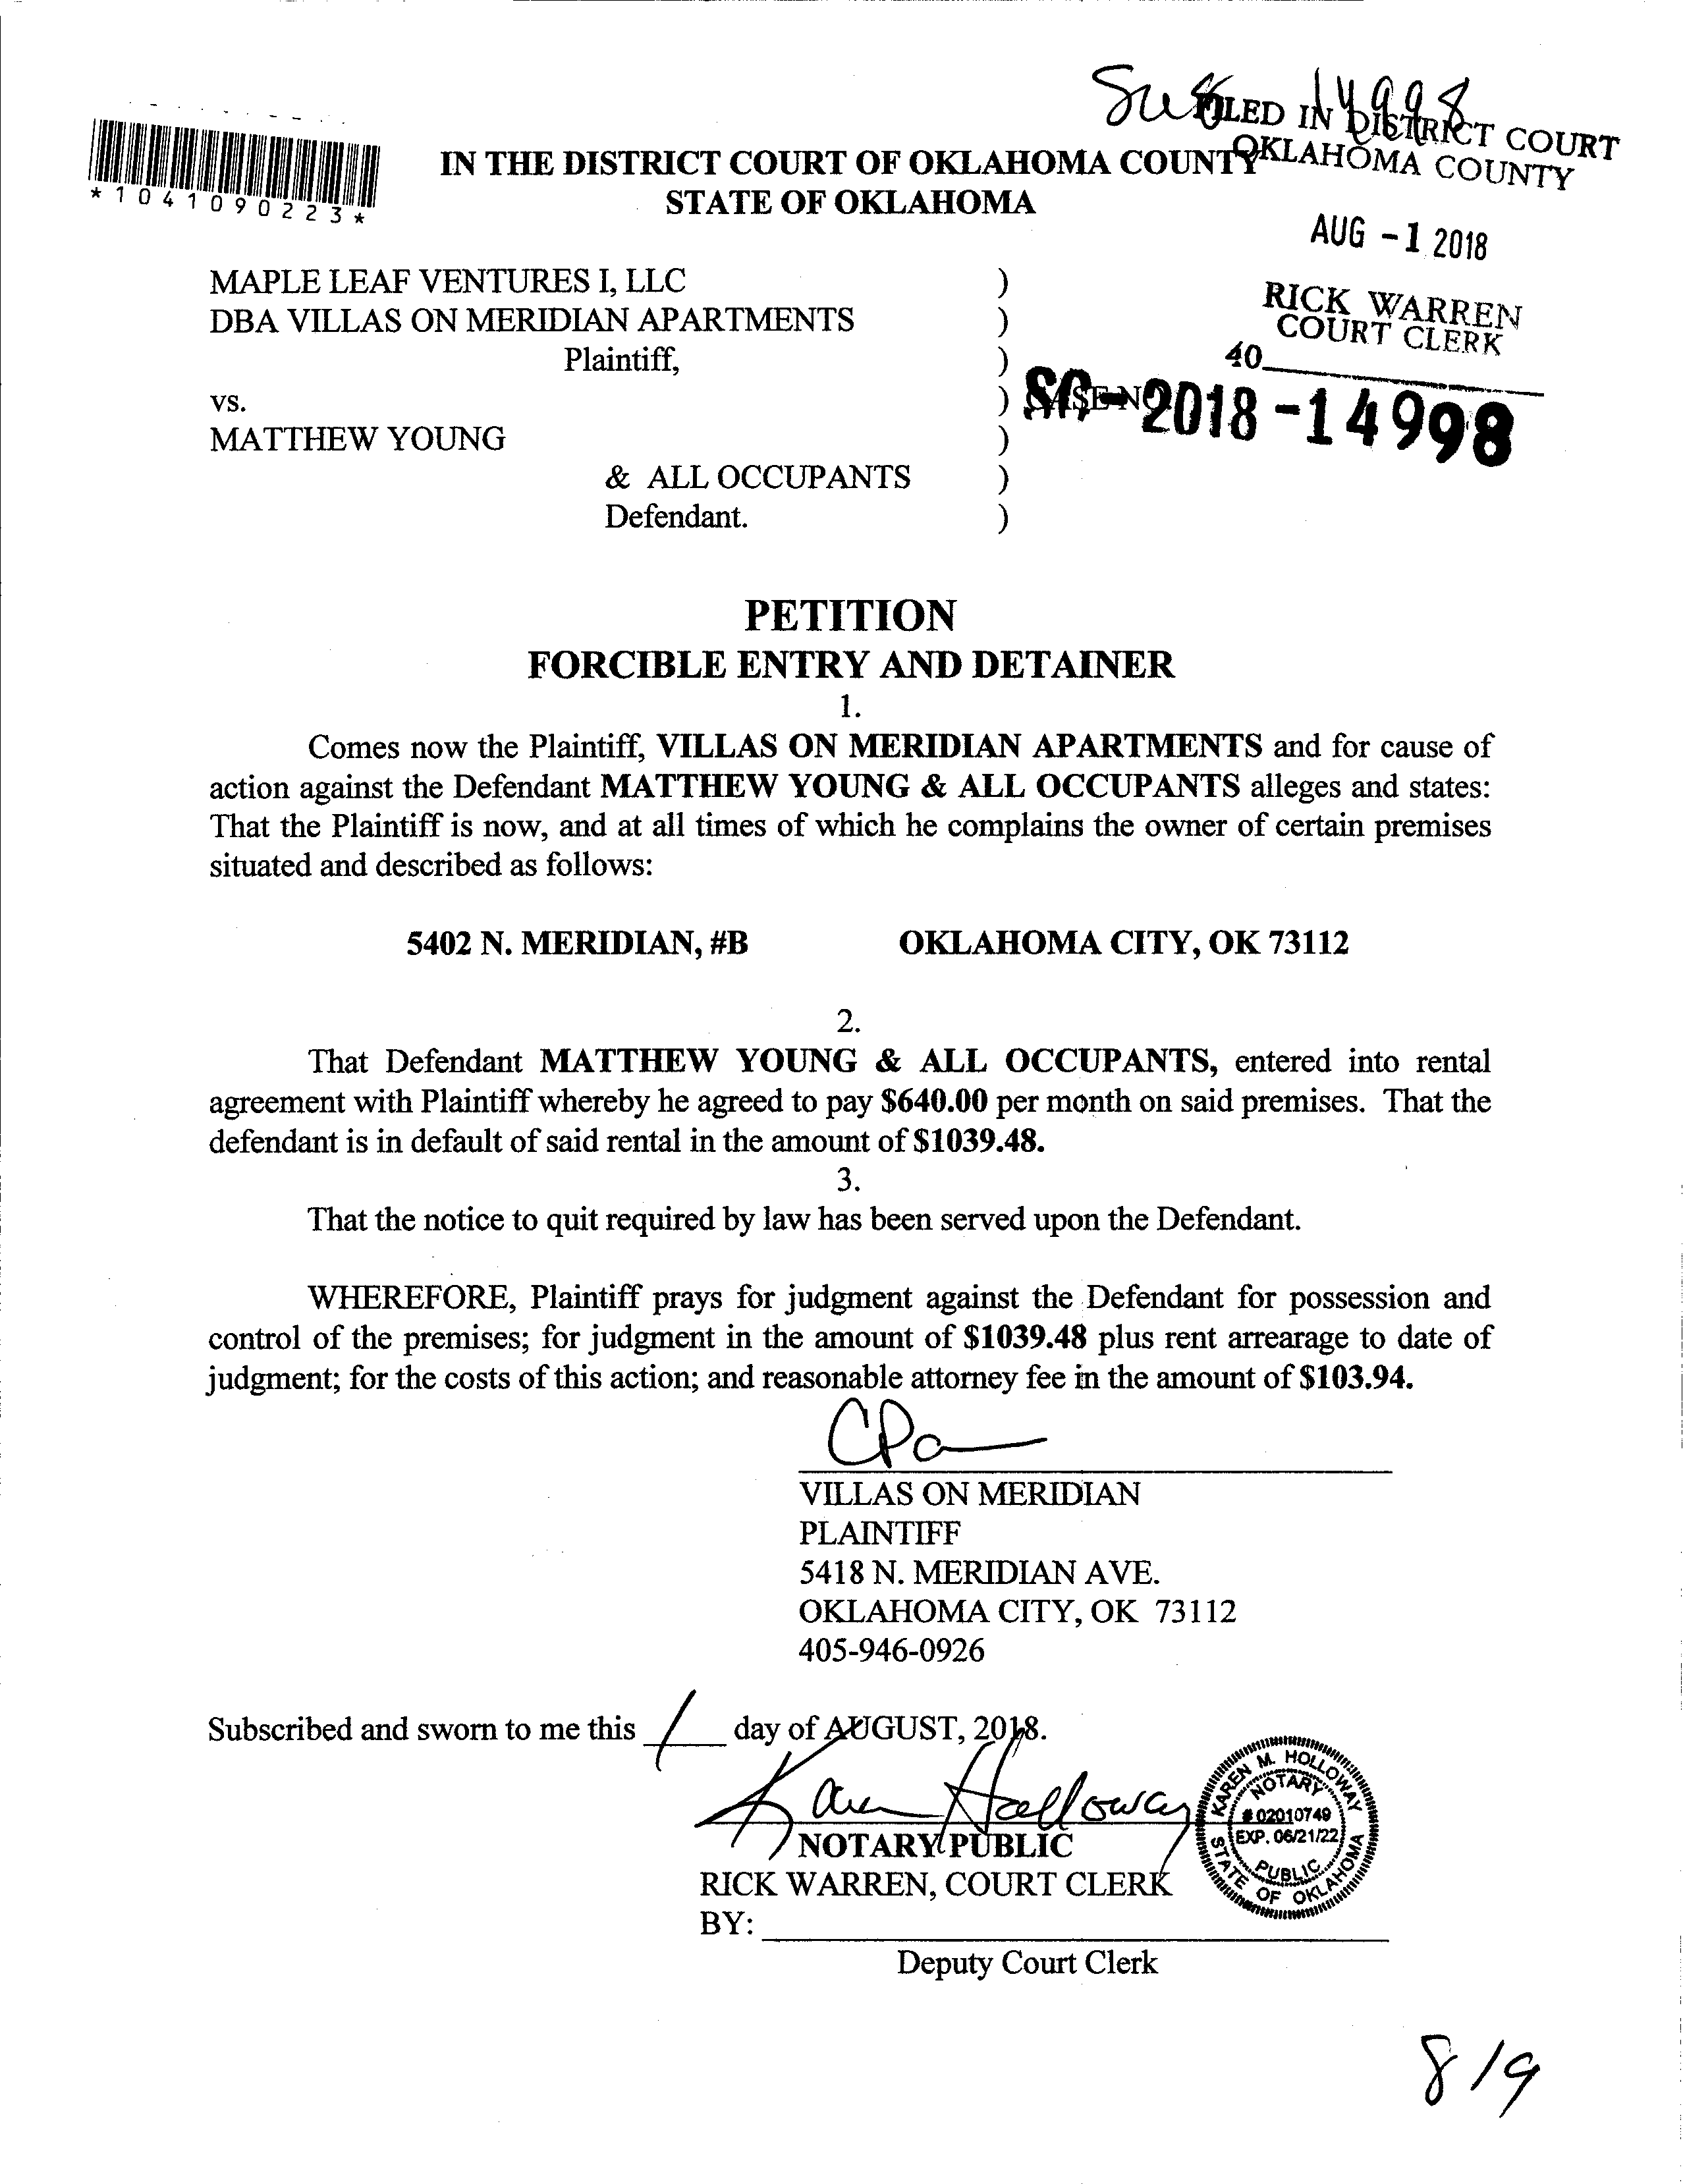 FILED IN DISTRICT COURT
OKLAHOMA COUNTY
*1041090223*
IN THE DISTRICT COURT OF OKLAHOMA COUNTY
STATE OF OKLAHOMA
AUG -1 2018
RICK WARREN
COURT CLERK
40
MAPLE LEAF VENTURES I, LLC )
DBA VILLAS ON MERIDIAN APARTMENTS )
Plaintiff, )
vs. ) CASE NO
SC-2018-14998
MATTHEW YOUNG )
& ALL OCCUPANTS )
Defendant. )
PETITION
FORCIBLE ENTRY AND DETAINER
1.
Comes now the Plaintiff, VILLAS ON MERIDIAN APARTMENTS and for cause of
action against the Defendant MATTHEW YOUNG & ALL OCCUPANTS alleges and states:
That the Plaintiff is now, and at all times of which he complains the owner of certain premises
situated and described as follows:
5402 N. MERIDIAN, #B OKLAHOMA CITY, OK 73112
2.
That Defendant MATTHEW YOUNG & ALL OCCUPANTS, entered into rental
agreement with Plaintiff whereby he agreed to pay $640.00 per month on said premises. That the
defendant is in default of said rental in the amount of $1039.48.
3.
That the notice to quit required by law has been served upon the Defendant.
WHEREFORE, Plaintiff prays for judgment against the Defendant for possession and
control of the premises; for judgment in the amount of $1039.48 plus rent arrearage to date of
judgment; for the costs of this action; and reasonable attorney fee in the amount of $103.94.
VILLAS ON MERIDIAN
PLAINTIFF
5418 N. MERIDIAN AVE.
OKLAHOMA CITY, OK 73112
405-946-0926
Subscribed and sworn to me this 1 day of AUGUST, 2018.
Karen Holloway
NOTARY PUBLIC
KAREN M. HOLLOWAY
NOTARY
# 02010749
EXP. 06/21/22
PUBLIC
STATE OF OKLAHOMA
RICK WARREN, COURT CLERK
BY:
Deputy Court Clerk
8/9